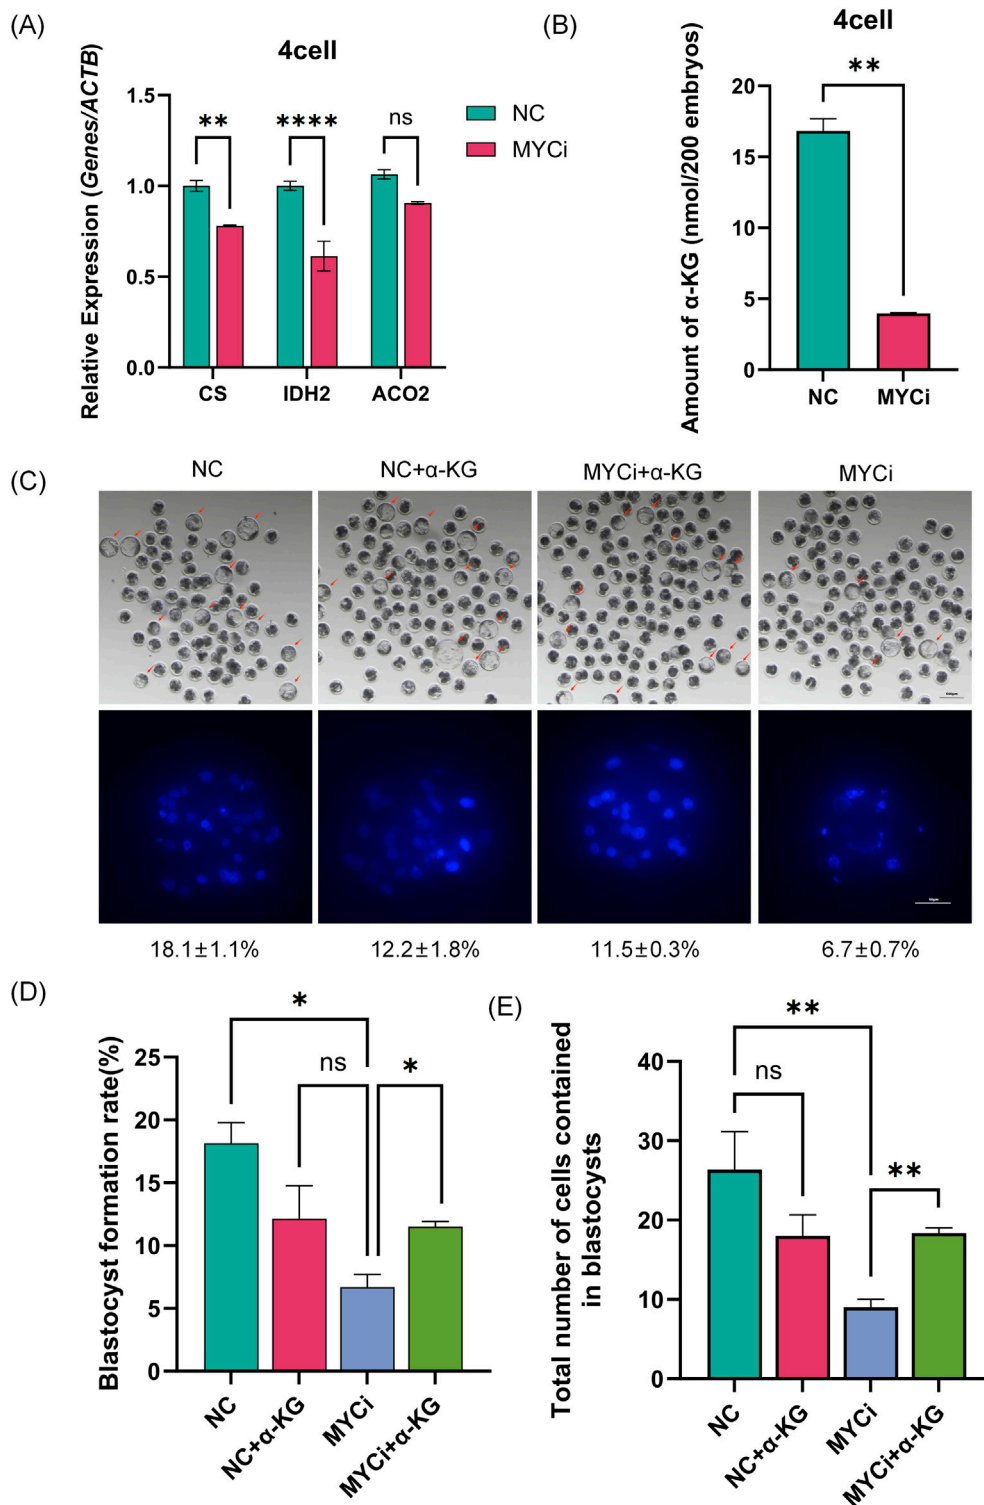 (A)
4cell
Relative Expression (Genes/ACTB)
1.5
1.0
0.5
0.0
** **** ns
CS IDH2 ACO2
NC
MYCi
(B)
4cell
Amount of α-KG (nmol/200 embryos)
20
15
10
5
0
**
NC MYCi
(C)
NC NC+α-KG MYCi+α-KG MYCi
18.1±1.1% 12.2±1.8% 11.5±0.3% 6.7±0.7%
(D)
Blastocyst formation rate(%)
25
20
15
10
5
0
*
ns
*
NC
NC+α-KG
MYCi
MYCi+α-KG
(E)
Total number of cells contained
in blastocysts
40
30
20
10
0
**
ns
**
NC
NC+α-KG
MYCi
MYCi+α-KG